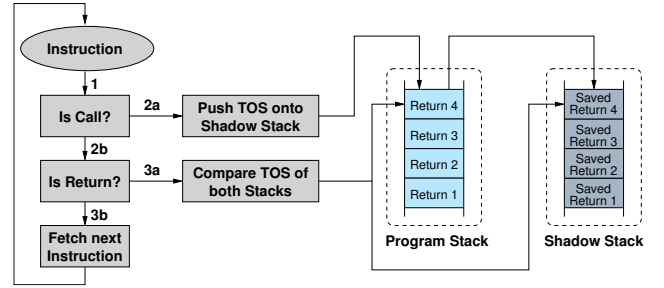 Instruction
1
Is Call?
2a
Push TOS onto
Shadow Stack
2b
Is Return?
3a
Compare TOS of
both Stacks
3b
Fetch next
Instruction
Return 4
Return 3
Return 2
Return 1
Program Stack
Saved
Return 4
Saved
Return 3
Saved
Return 2
Saved
Return 1
Shadow Stack